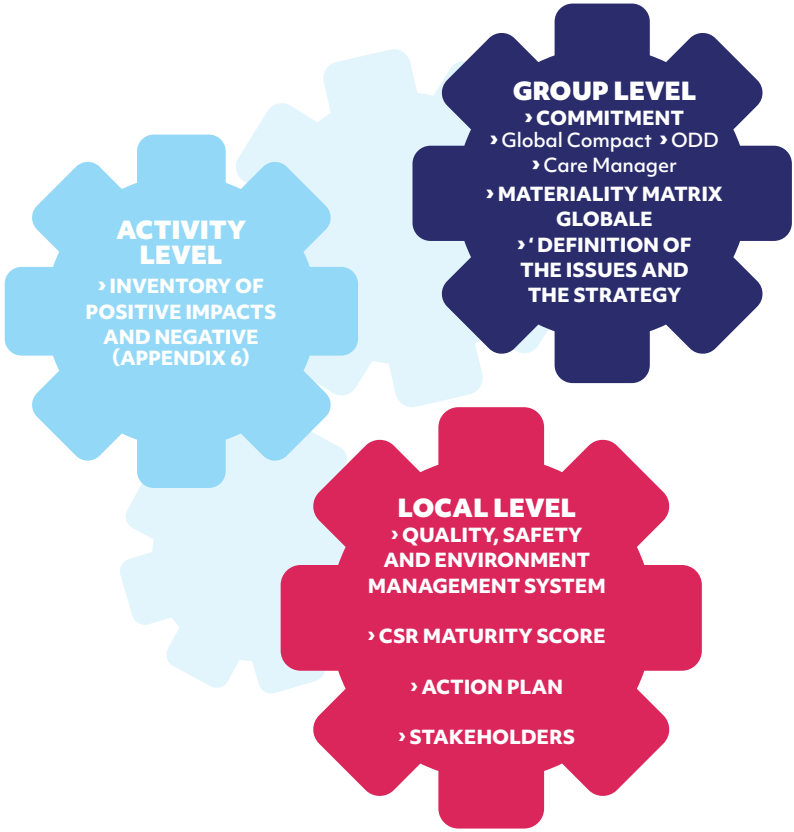 GROUP LEVEL
› COMMITMENT
› Global Compact › ODD
› Care Manager
› MATERIALITY MATRIX
GLOBALE
› ‘ DEFINITION OF
THE ISSUES AND
THE STRATEGY
ACTIVITY
LEVEL
› INVENTORY OF
POSITIVE IMPACTS
AND NEGATIVE
(APPENDIX 6)
LOCAL LEVEL
› QUALITY, SAFETY
AND ENVIRONMENT
MANAGEMENT SYSTEM
› CSR MATURITY SCORE
› ACTION PLAN
› STAKEHOLDERS